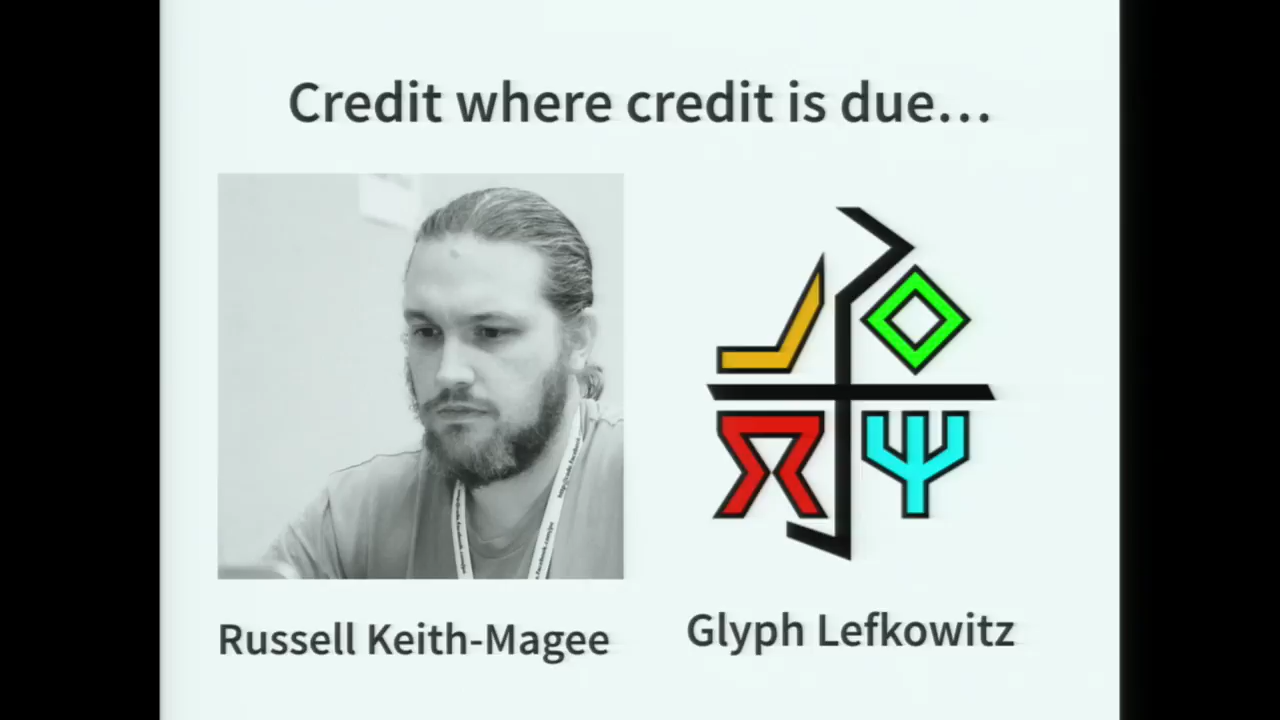 Credit where credit is due…
Russell Keith-Magee
Glyph Lefkowitz